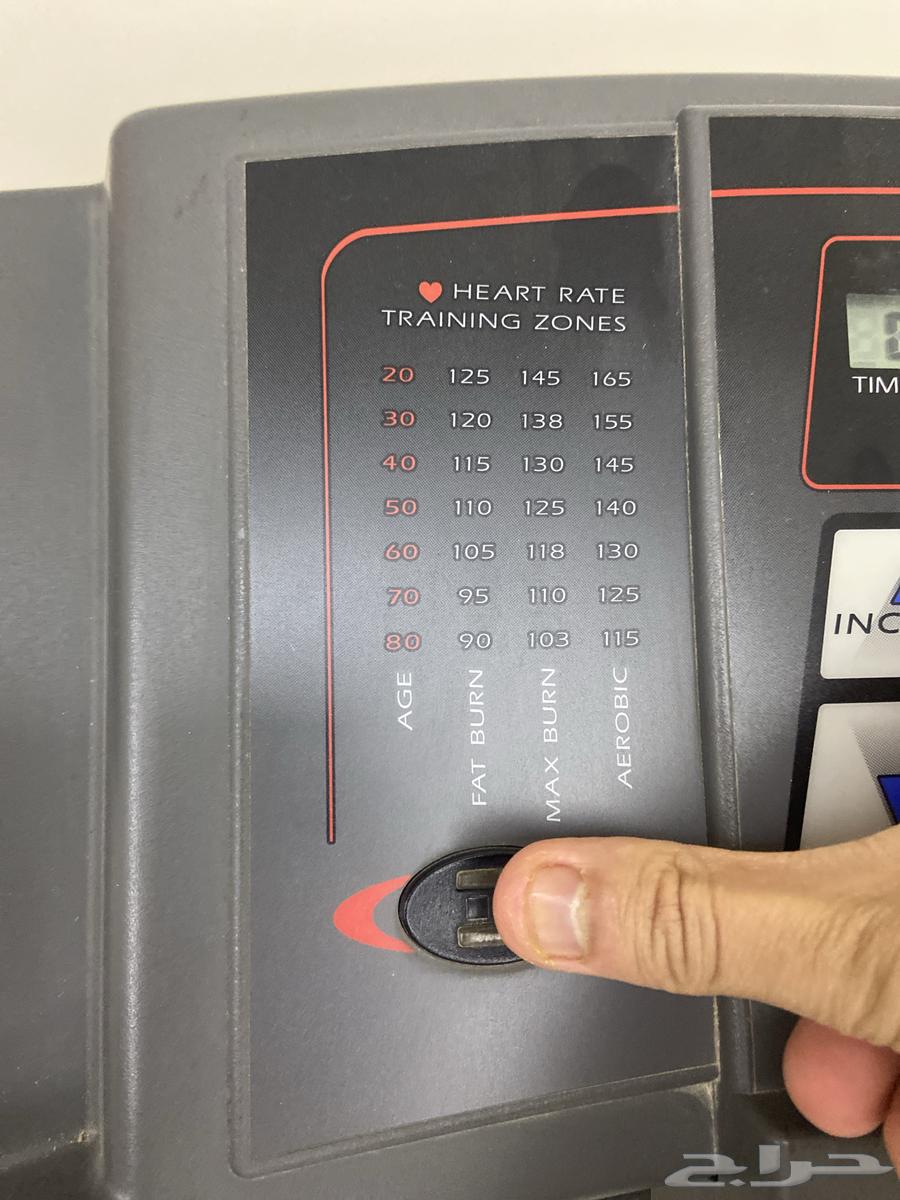 HEART RATE
TRAINING ZONES
20 125 145 165
30 120 138 155
40 115 130 145
50 110 125 140
60 105 118 130
70 95 110 125
80 90 103 115
AGE FAT BURN MAX BURN AEROBIC
TIM
INC
حراج